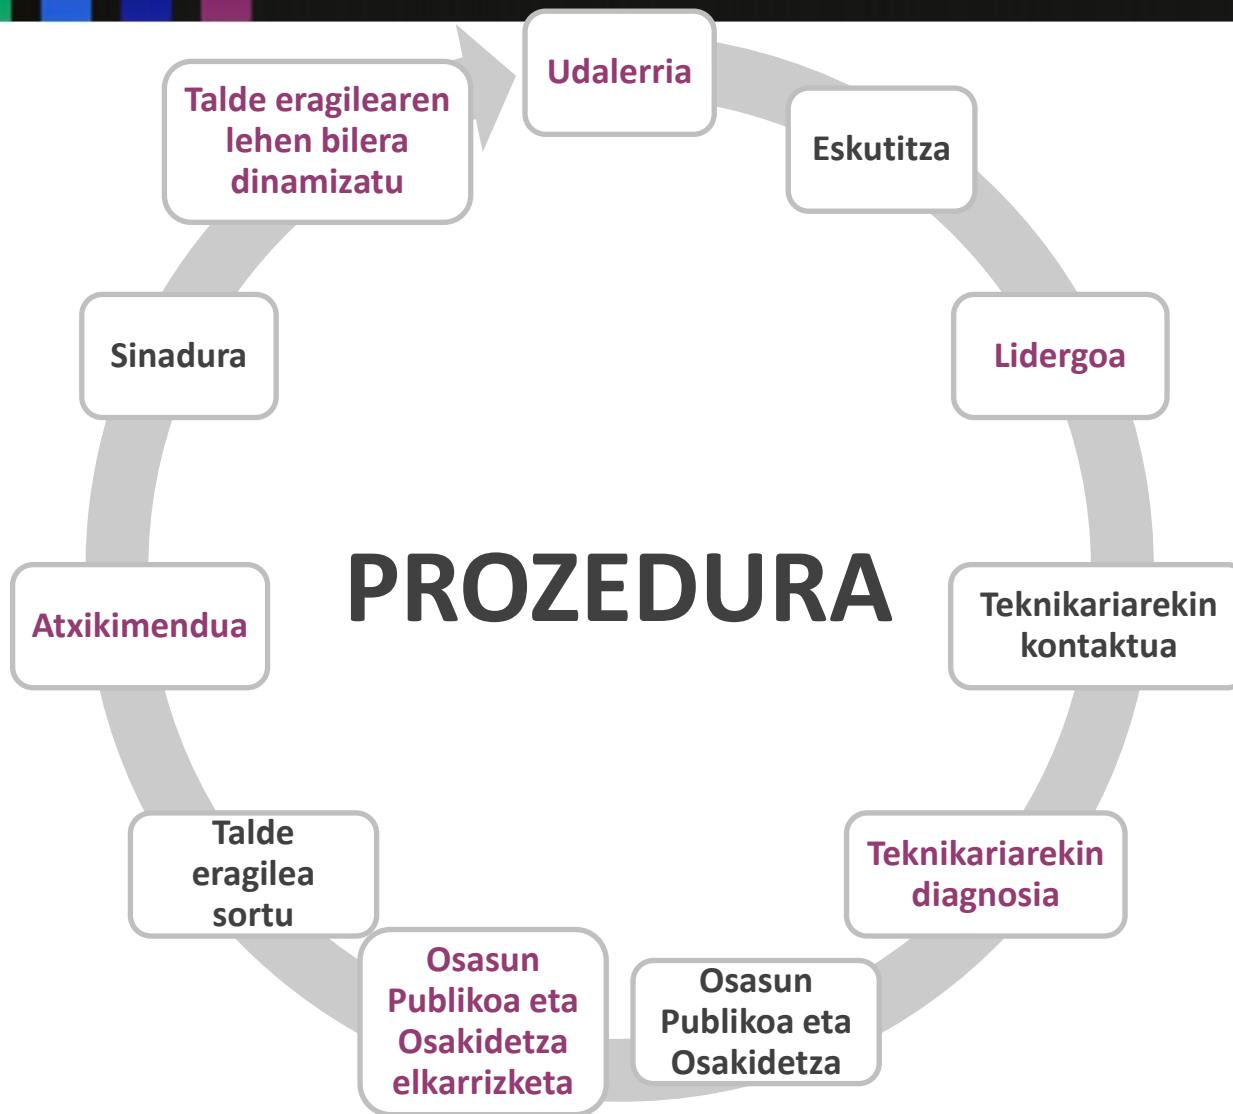 Udalerria
Eskutitza
Lidergoa
Teknikariarekin
kontaktua
Teknikariarekin
diagnosia
Osasun
Publikoa eta
Osakidetza
Osasun
Publikoa eta
Osakidetza
elkarrizketa
Talde
eragilea
sortu
Atxikimendua
Sinadura
Talde eragilearen
lehen bilera
dinamizatu
PROZEDURA